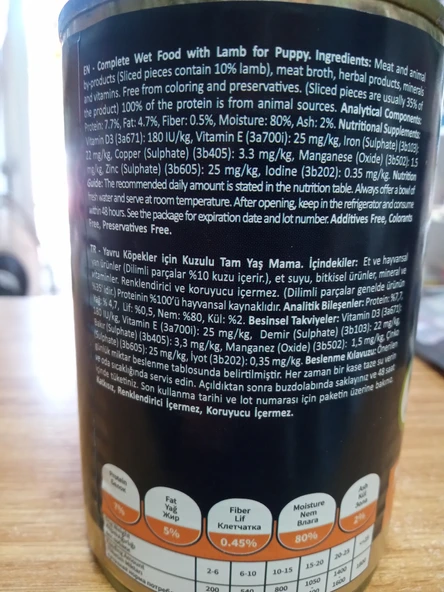 EN - Complete Wet Food with Lamb for Puppy. Ingredients: Meat and animal
by-products (Sliced pieces contain 10% lamb), meat broth, herbal products, minerals
and vitamins. Free from coloring and preservatives. (Sliced pieces are usually 35% of
the product) 100% of the protein is from animal sources. Analytical Components:
Protein: 7.7%, Fat: 4.7%, Fiber: 0.5%, Moisture: 80%, Ash: 2%. Nutritional Supplements:
Vitamin D3 (3a671): 180 IU/kg, Vitamin E (3a700i): 25 mg/kg, Iron (Sulphate) (3b103):
22 mg/kg, Copper (Sulphate) (3b405): 3.3 mg/kg, Manganese (Oxide) (3b502): 1.5
mg/kg, Zinc (Sulphate) (3b605): 25 mg/kg, Iodine (3b202): 0.35 mg/kg. Nutrition
Guide: The recommended daily amount is stated in the nutrition table. Always offer a bowl of
fresh water and serve at room temperature. After opening, keep in the refrigerator and consume
within 48 hours. See the package for expiration date and lot number. Additives Free, Colorants
Free, Preservatives Free.
TR - Yavru Köpekler için Kuzulu Tam Yaş Mama. İçindekiler: Et ve hayvansal
yan ürünler (Dilimli parçalar %10 kuzu içerir.), et suyu, bitkisel ürünler, mineral ve
vitaminler. Renklendirici ve koruyucu içermez. (Dilimli parçalar genelde ürünün
%35'idir.) Proteinin %100'ü hayvansal kaynaklıdır. Analitik Bileşenler: Protein: %7.7,
Yağ: % 4.7, Lif: %0.5, Nem: %80, Kül: %2. Besinsel Takviyeler: Vitamin D3 (3a671):
180 IU/kg, Vitamin E (3a700i): 25 mg/kg, Demir (Sulphate) (3b103): 22 mg/kg,
Bakır (Sulphate) (3b405): 3,3 mg/kg, Manganez (Oxide) (3b502): 1,5 mg/kg, Çinko
(Sulphate) (3b605): 25 mg/kg, İyot (3b202): 0,35 mg/kg. Beslenme Kılavuzu: Önerilen
günlük miktar beslenme tablosunda belirtilmiştir. Her zaman bir kase taze su verin
ve oda sıcaklığında servis edin. Açıldıktan sonra buzdolabında saklayınız ve 48 saat
içinde tüketiniz. Son kullanma tarihi ve lot numarası için paketin üzerine bakınız.
Katkısız, Renklendirici İçermez, Koruyucu İçermez.
Protein
7%
Fat
Yağ
Жир
5%
Fiber
Lif
Клетчатка
0.45%
Moisture
Nem
Влага
80%
Ash
Kül
Зола
2%
2-6 6-10 10-15 15-20 20-25
200 540 800 1050 1400
1600